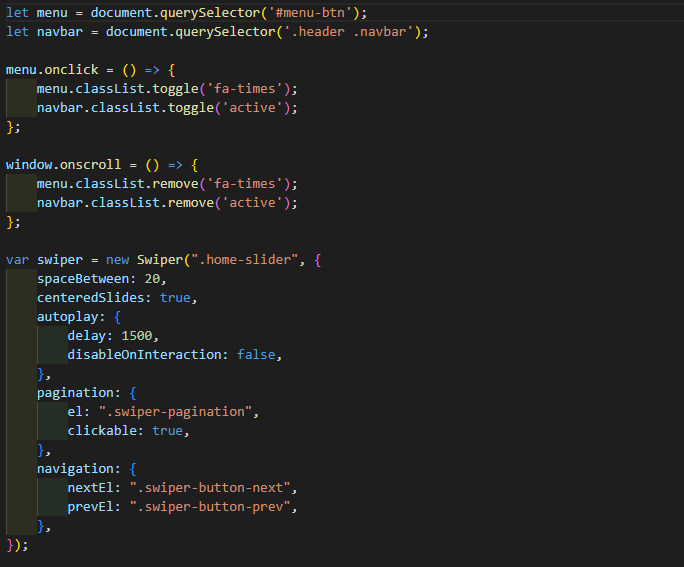 let menu = document.querySelector('#menu-btn');
let navbar = document.querySelector('.header .navbar');

menu.onclick = () => {
    menu.classList.toggle('fa-times');
    navbar.classList.toggle('active');
};

window.onscroll = () => {
    menu.classList.remove('fa-times');
    navbar.classList.remove('active');
};

var swiper = new Swiper(".home-slider", {
    spaceBetween: 20,
    centeredSlides: true,
    autoplay: {
        delay: 1500,
        disableOnInteraction: false,
    },
    pagination: {
        el: ".swiper-pagination",
        clickable: true,
    },
    navigation: {
        nextEl: ".swiper-button-next",
        prevEl: ".swiper-button-prev",
    },
});